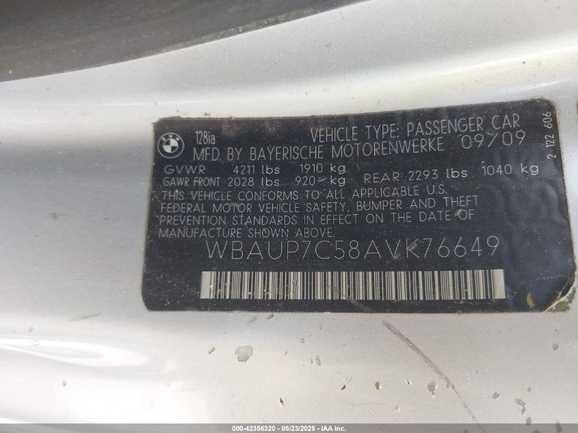 BMW
128ia
VEHICLE TYPE: PASSENGER CAR
MFD. BY BAYERISCHE MOTORENWERKE 09/09
GVWR 4211 lbs 1910 kg
GAWR FRONT 2028 lbs 920 kg REAR 2293 lbs 1040 kg
THIS VEHICLE CONFORMS TO ALL APPLICABLE U.S.
FEDERAL MOTOR VEHICLE SAFETY, BUMPER AND THEFT
PREVENTION STANDARDS IN EFFECT ON THE DATE OF
MANUFACTURE SHOWN ABOVE.
WBAUP7C58AVK76649
2 122 606
000-42356320 - 05/23/2025 - IAA Inc.